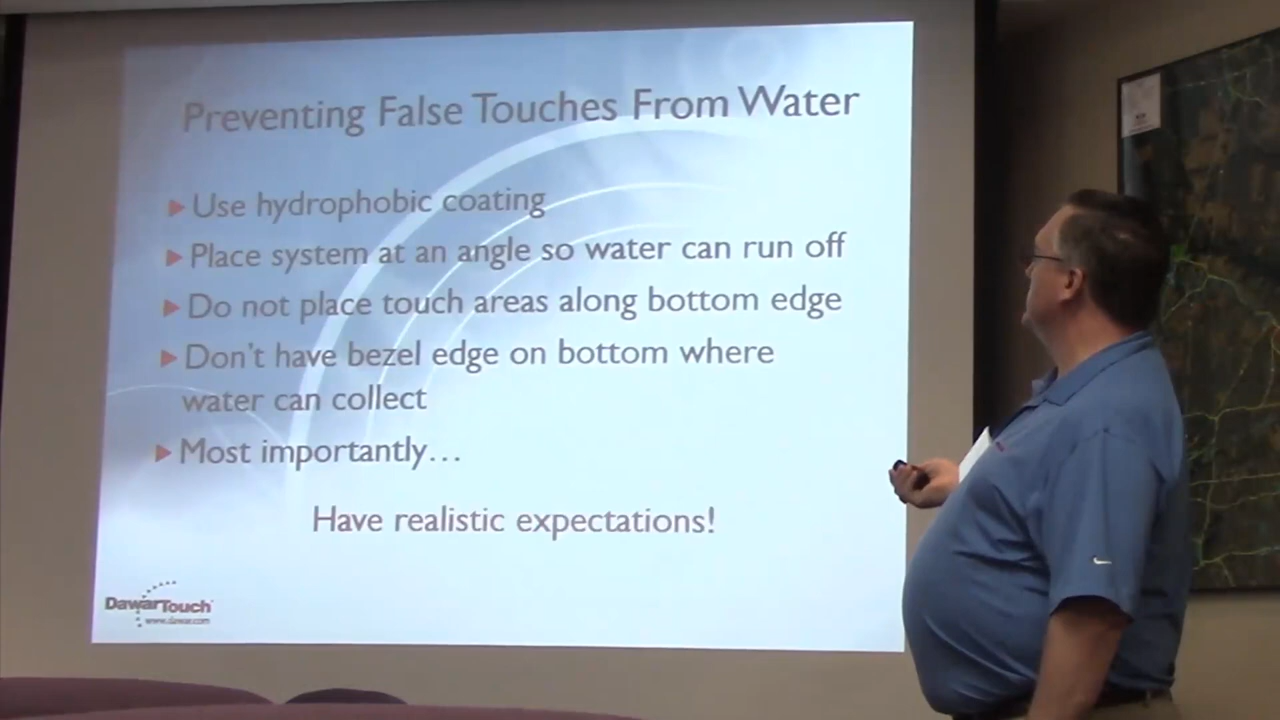 Preventing False Touches From Water
▶ Use hydrophobic coating
▶ Place system at an angle so water can run off
▶ Do not place touch areas along bottom edge
▶ Don't have bezel edge on bottom where
water can collect
▶ Most importantly...
Have realistic expectations!
DawarTouch
www.dawar.com